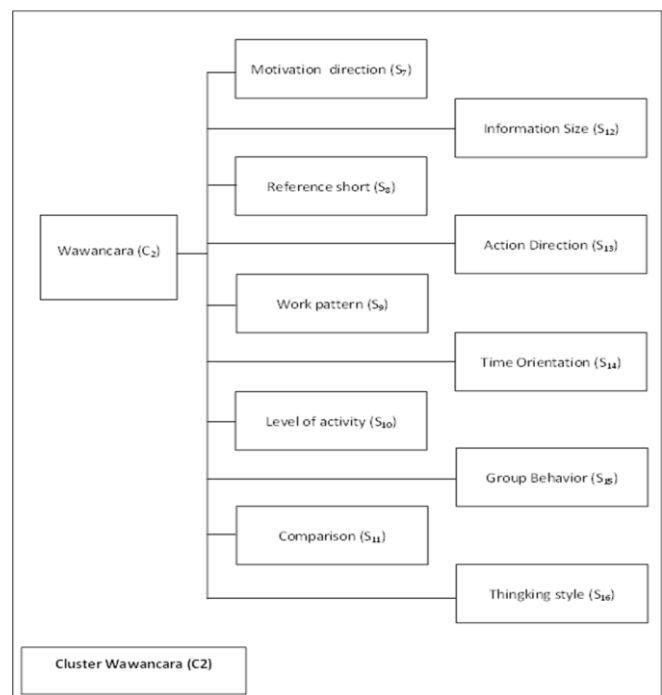 Motivation direction (S₇)
Information Size (S₁₂)
Reference short (S₈)
Wawancara (C₂)
Action Direction (S₁₃)
Work pattern (S₉)
Time Orientation (S₁₄)
Level of activity (S₁₀)
Group Behavior (S₁₅)
Comparison (S₁₁)
Thingking style (S₁₆)
Cluster Wawancara (C2)